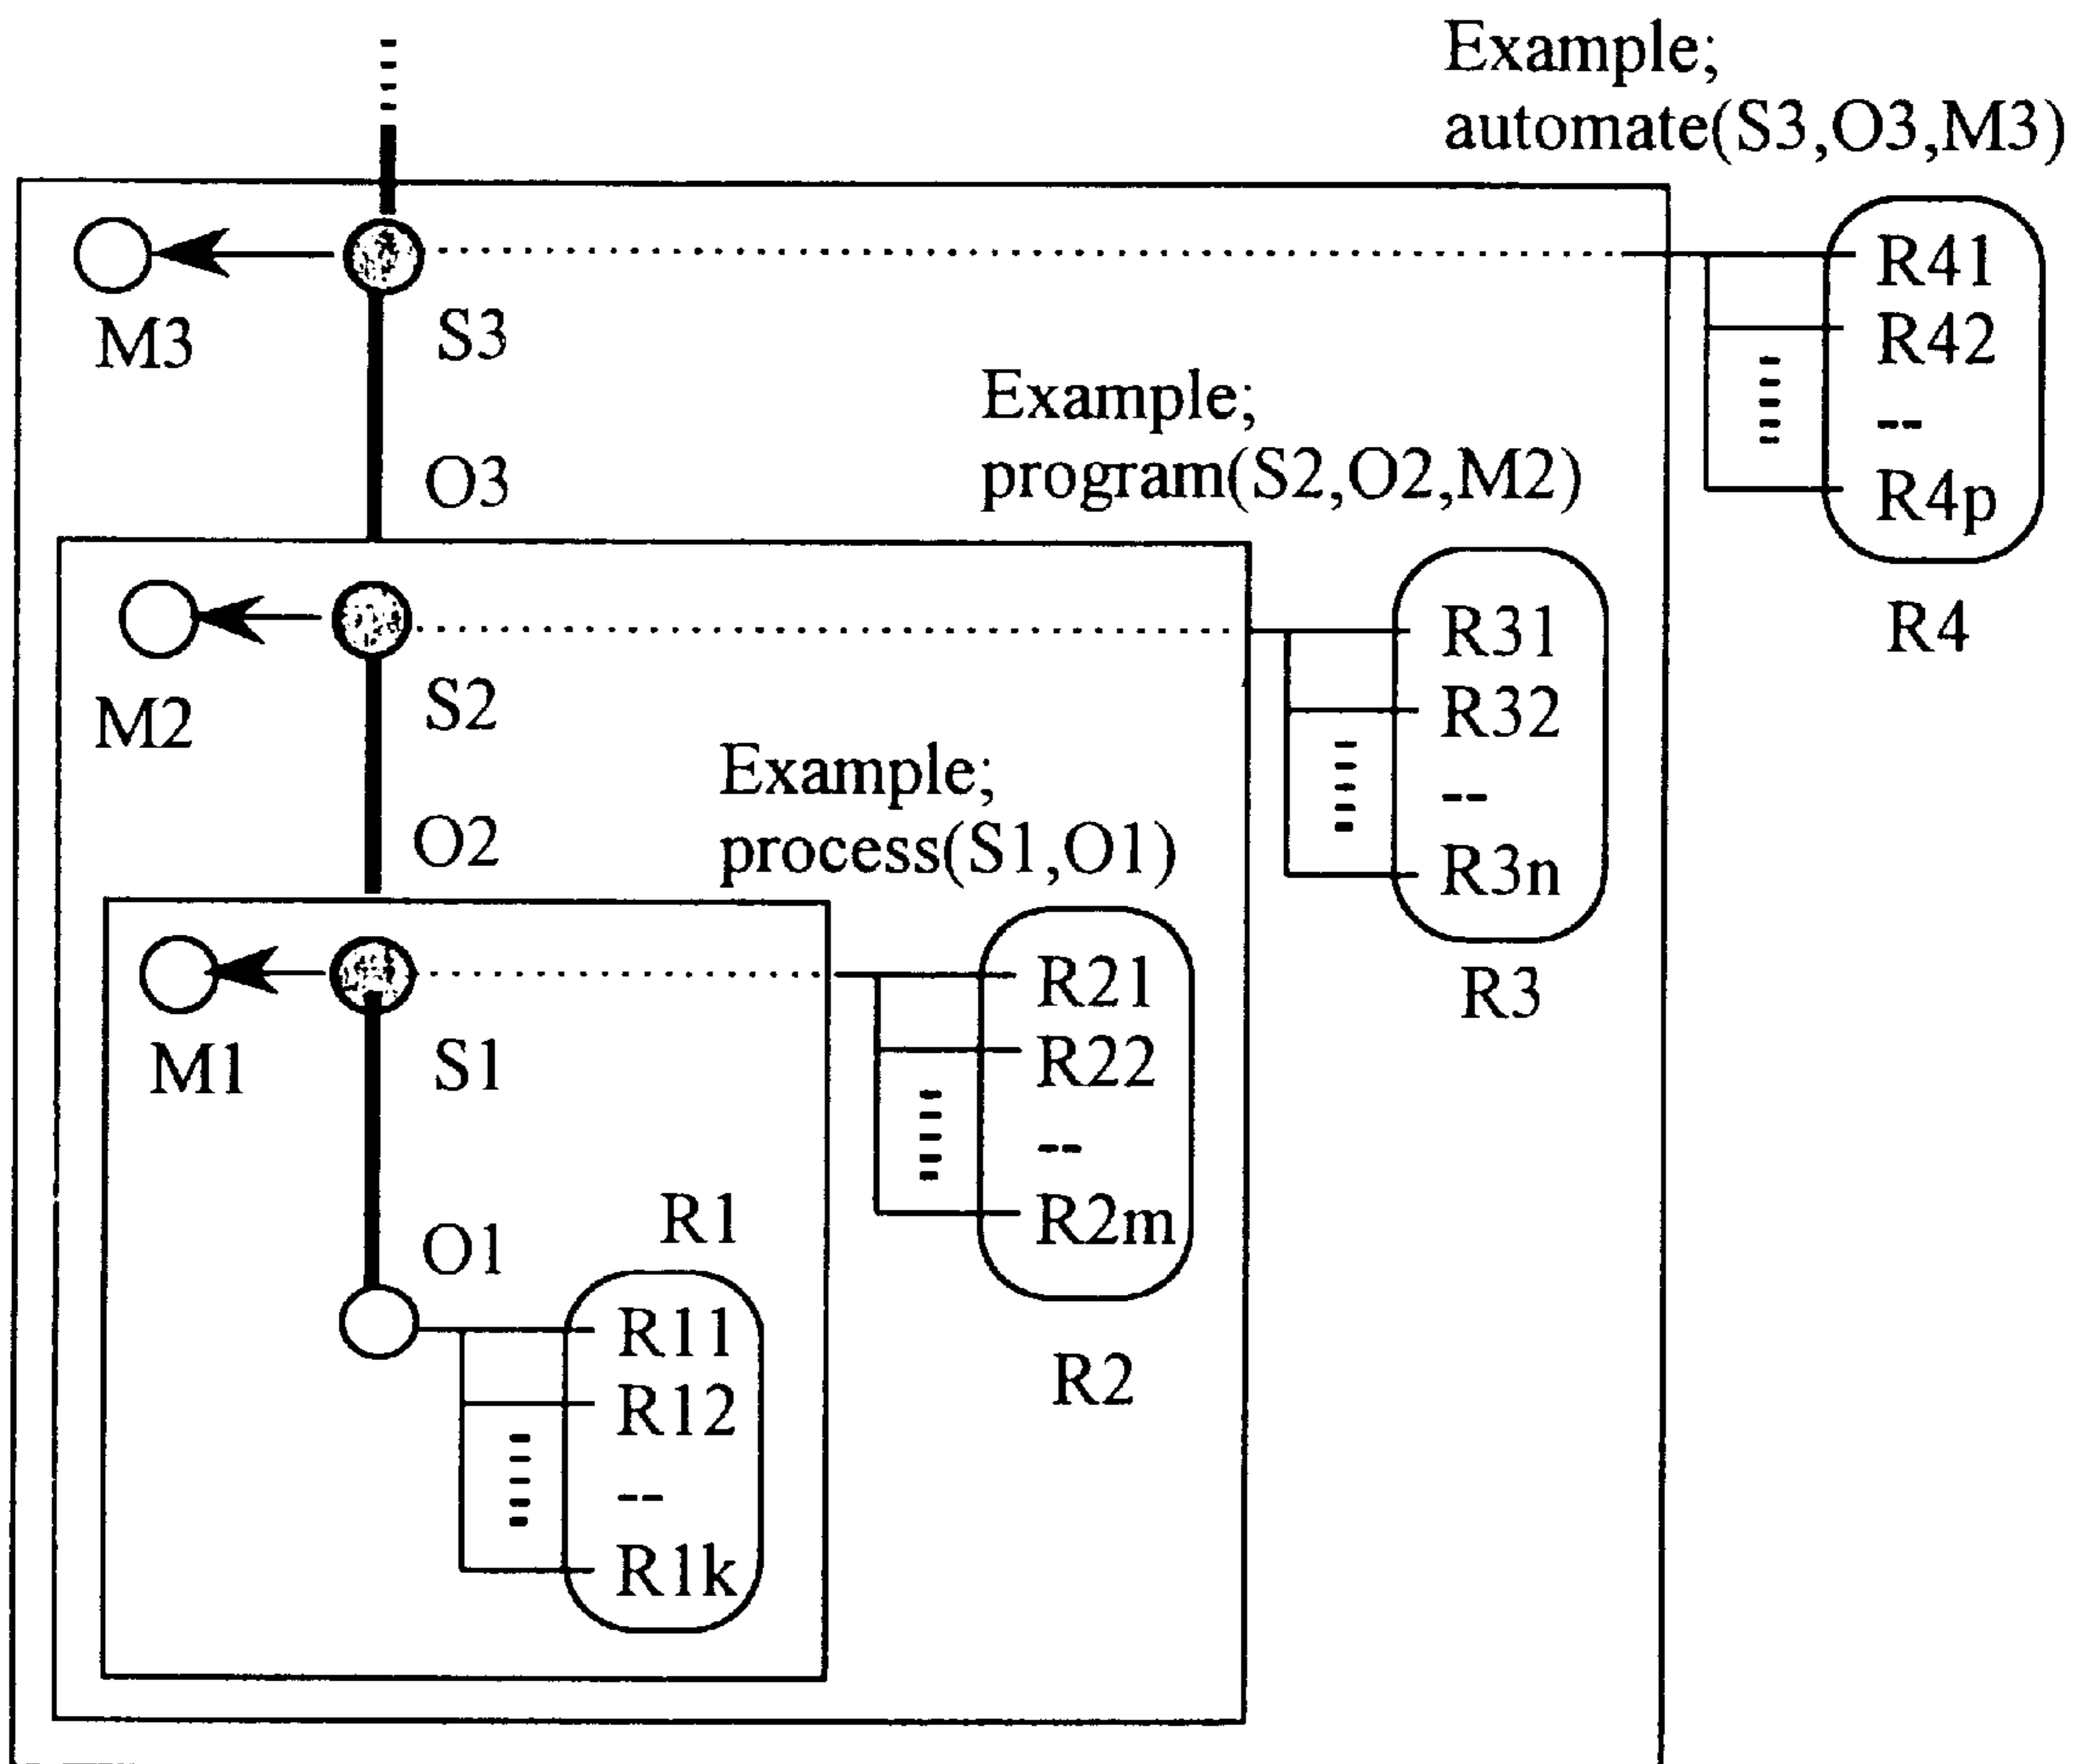 Example;
automate(S3,O3,M3)
M3
S3
R41
R42
--
R4p
R4
O3
Example;
program(S2,O2,M2)
M2
S2
R31
R32
--
R3n
R3
O2
Example;
process(S1,O1)
M1
S1
R21
R22
--
R2m
R2
O1
R1
R11
R12
--
R1k